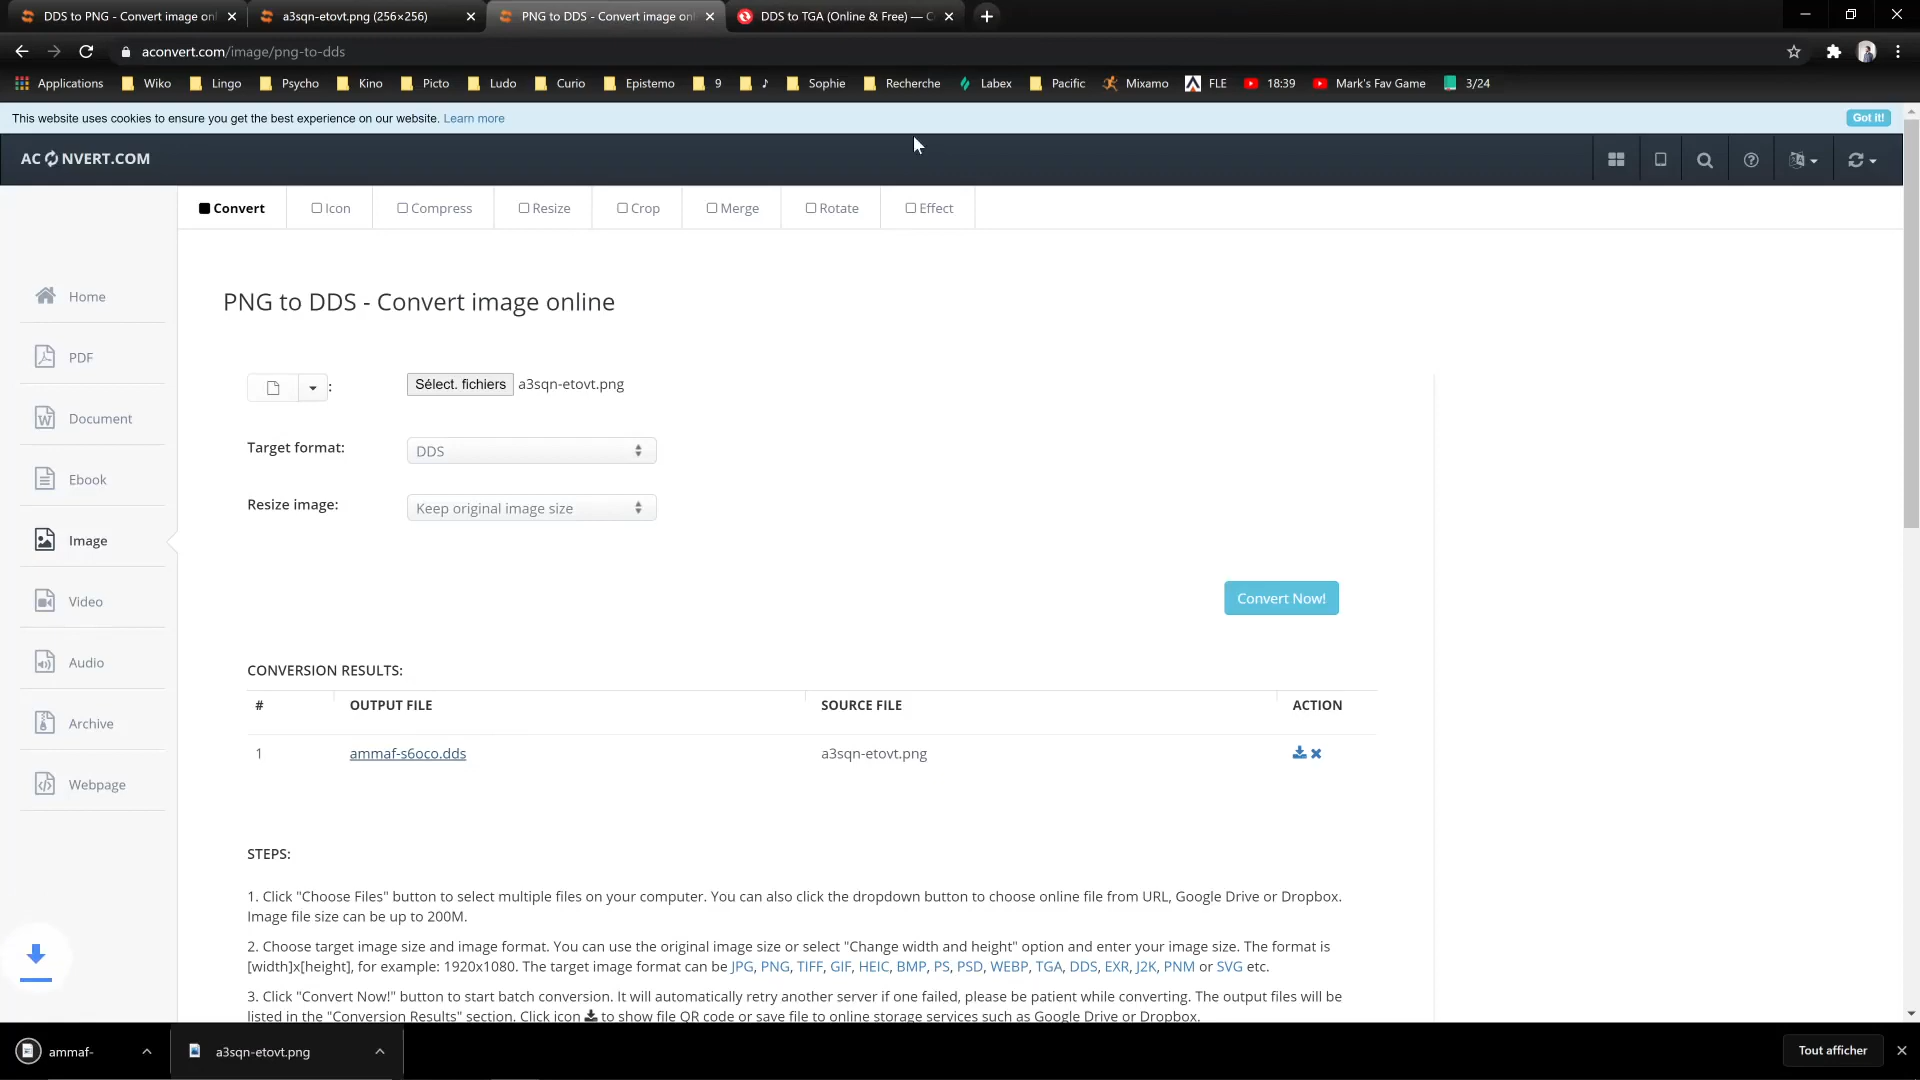 DDS to PNG - Convert image onl
a3sqn-etovt.png (256×256)
PNG to DDS - Convert image onl
DDS to TGA (Online & Free) — C
aconvert.com/image/png-to-dds
Applications
Wiko
Lingo
Psycho
Kino
Picto
Ludo
Curio
Epistemo
9
♪
Sophie
Recherche
Labex
Pacific
Mixamo
FLE
18:39
Mark's Fav Game
3/24
This website uses cookies to ensure you get the best experience on our website. Learn more
Got it!
ACONVERT.COM
Convert
Icon
Compress
Resize
Crop
Merge
Rotate
Effect
Home
PDF
Document
Ebook
Image
Video
Audio
Archive
Webpage
PNG to DDS - Convert image online
:
Sélect. fichiers a3sqn-etovt.png
Target format:
DDS
Resize image:
Keep original image size
Convert Now!
CONVERSION RESULTS:
# OUTPUT FILE SOURCE FILE ACTION
1 ammaf-s6oco.dds a3sqn-etovt.png
STEPS:
1. Click "Choose Files" button to select multiple files on your computer. You can also click the dropdown button to choose online file from URL, Google Drive or Dropbox.
Image file size can be up to 200M.
2. Choose target image size and image format. You can use the original image size or select "Change width and height" option and enter your image size. The format is
[width]x[height], for example: 1920x1080. The target image format can be JPG, PNG, TIFF, GIF, HEIC, BMP, PS, PSD, WEBP, TGA, DDS, EXR, J2K, PNM or SVG etc.
3. Click "Convert Now!" button to start batch conversion. It will automatically retry another server if one failed, please be patient while converting. The output files will be
listed in the "Conversion Results" section. Click icon to show file QR code or save file to online storage services such as Google Drive or Dropbox.
ammaf-
a3sqn-etovt.png
Tout afficher